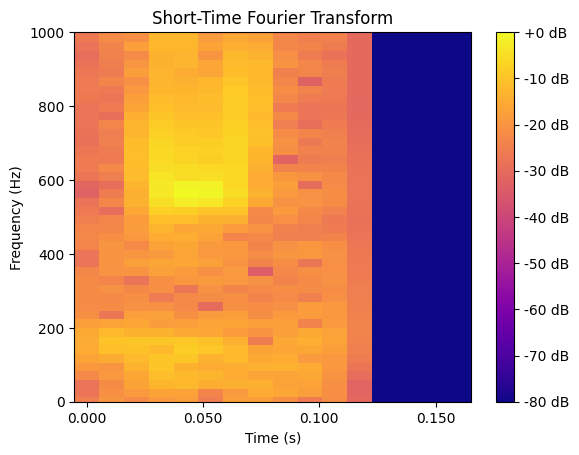 Short-Time Fourier Transform
Frequency (Hz)
1000
800
600
400
200
0
0.000
0.050
0.100
0.150
Time (s)
+0 dB
-10 dB
-20 dB
-30 dB
-40 dB
-50 dB
-60 dB
-70 dB
-80 dB